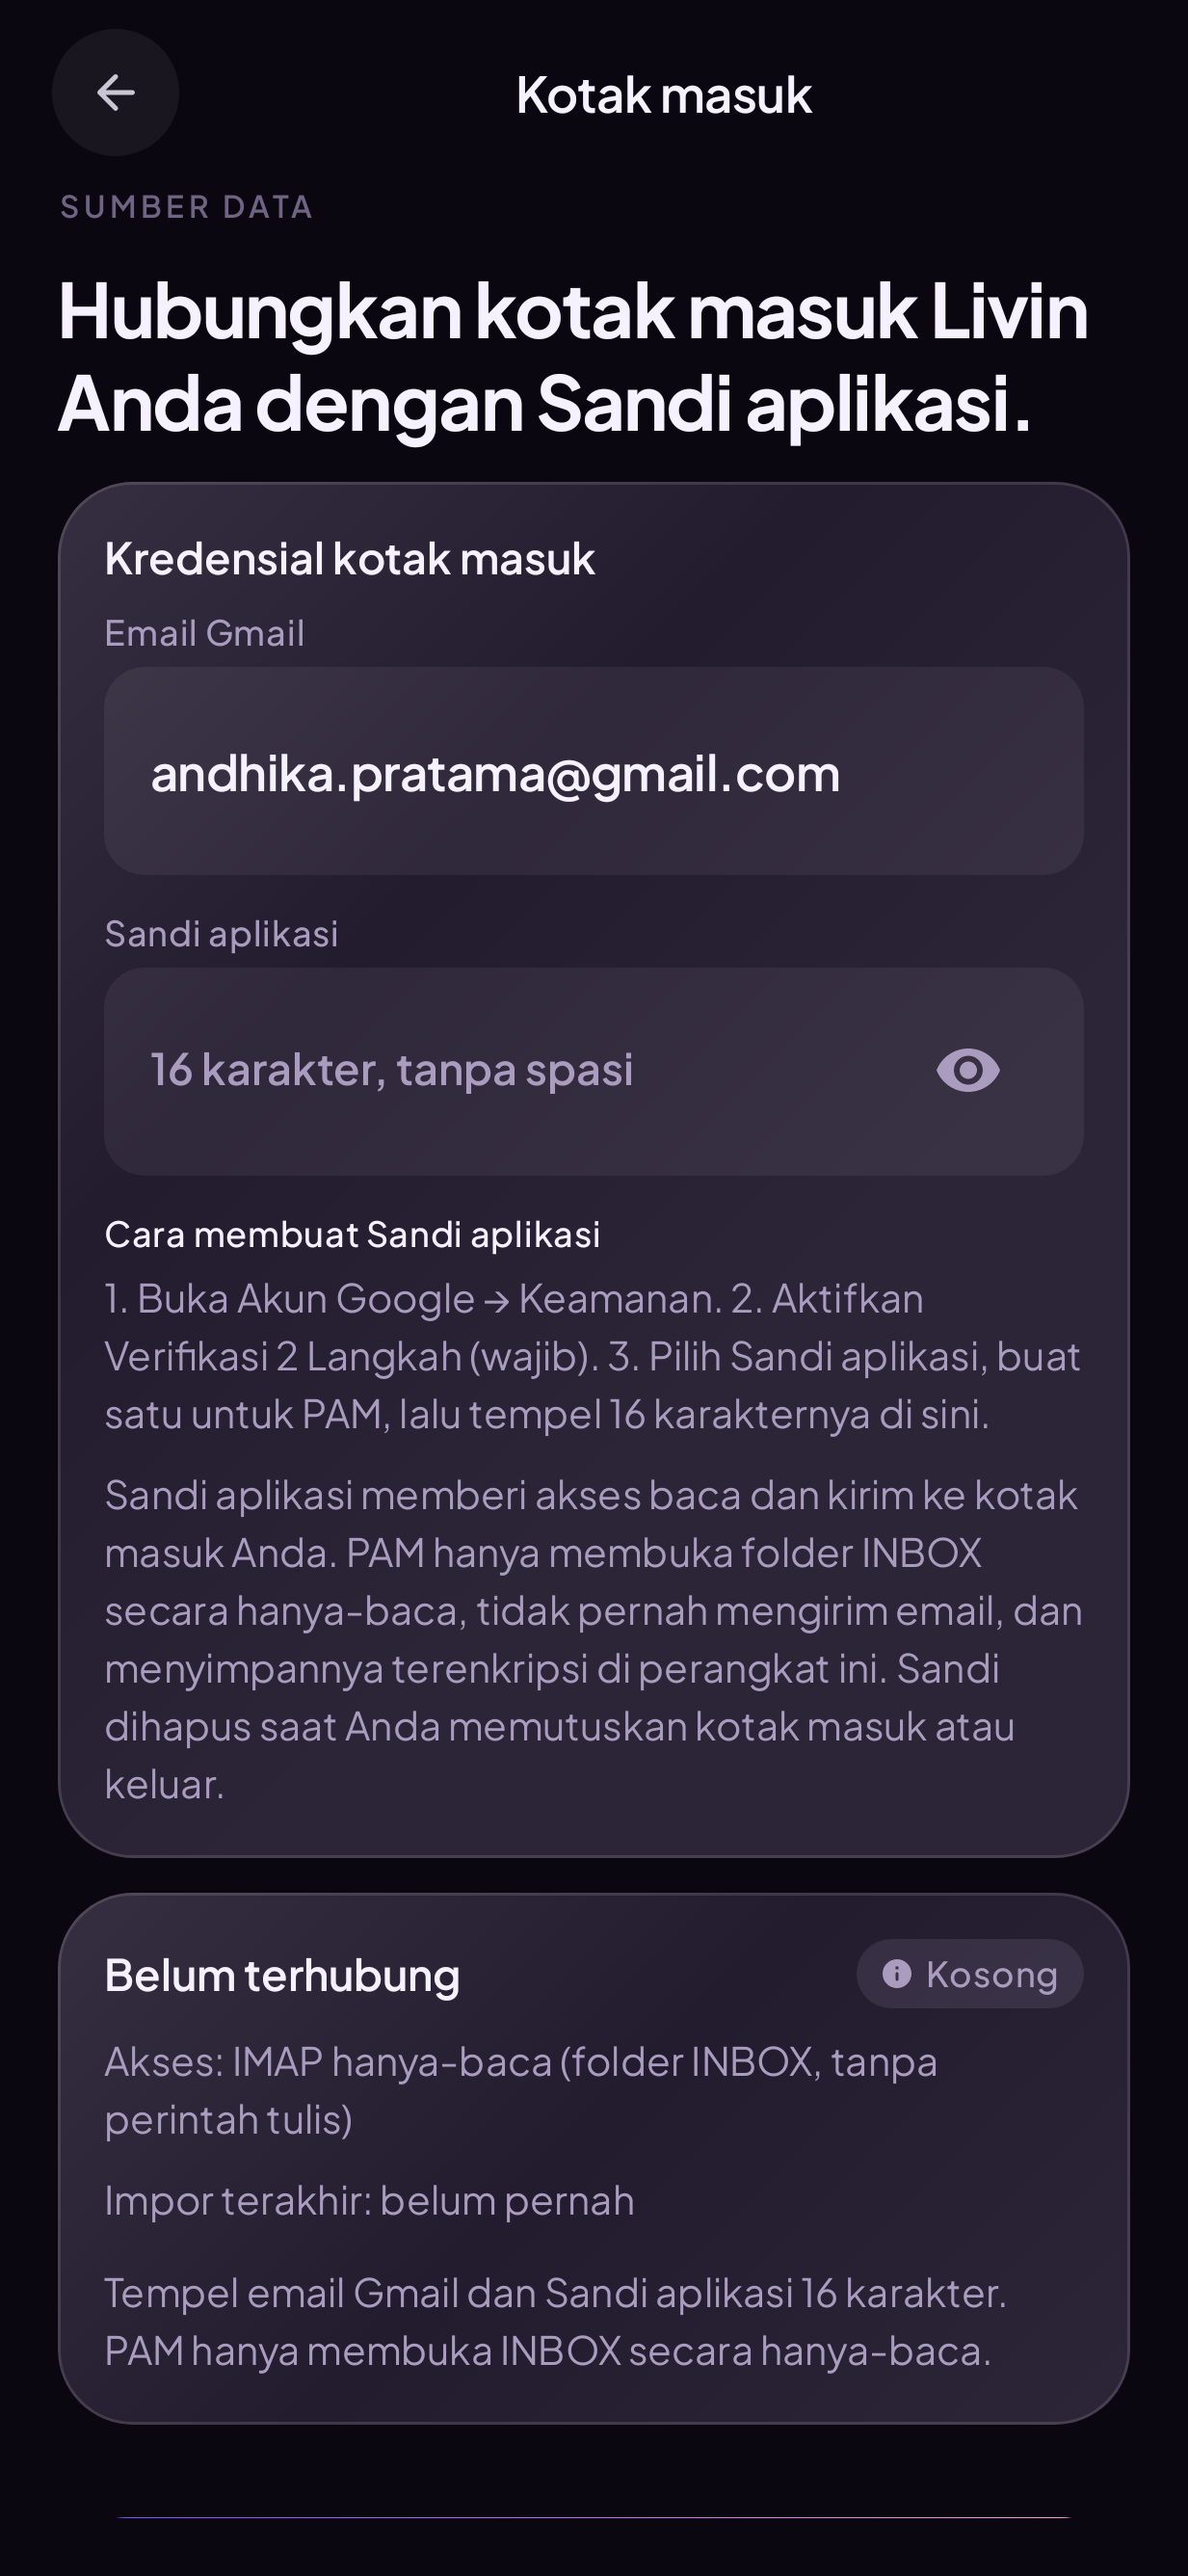 Kotak masuk
SUMBER DATA
Hubungkan kotak masuk Livin
Anda dengan Sandi aplikasi.
Kredensial kotak masuk
Email Gmail
andhika.pratama@gmail.com
Sandi aplikasi
16 karakter, tanpa spasi
Cara membuat Sandi aplikasi
1. Buka Akun Google → Keamanan. 2. Aktifkan
Verifikasi 2 Langkah (wajib). 3. Pilih Sandi aplikasi, buat
satu untuk PAM, lalu tempel 16 karakternya di sini.
Sandi aplikasi memberi akses baca dan kirim ke kotak
masuk Anda. PAM hanya membuka folder INBOX
secara hanya-baca, tidak pernah mengirim email, dan
menyimpannya terenkripsi di perangkat ini. Sandi
dihapus saat Anda memutuskan kotak masuk atau
keluar.
Belum terhubung
Kosong
Akses: IMAP hanya-baca (folder INBOX, tanpa
perintah tulis)
Impor terakhir: belum pernah
Tempel email Gmail dan Sandi aplikasi 16 karakter.
PAM hanya membuka INBOX secara hanya-baca.